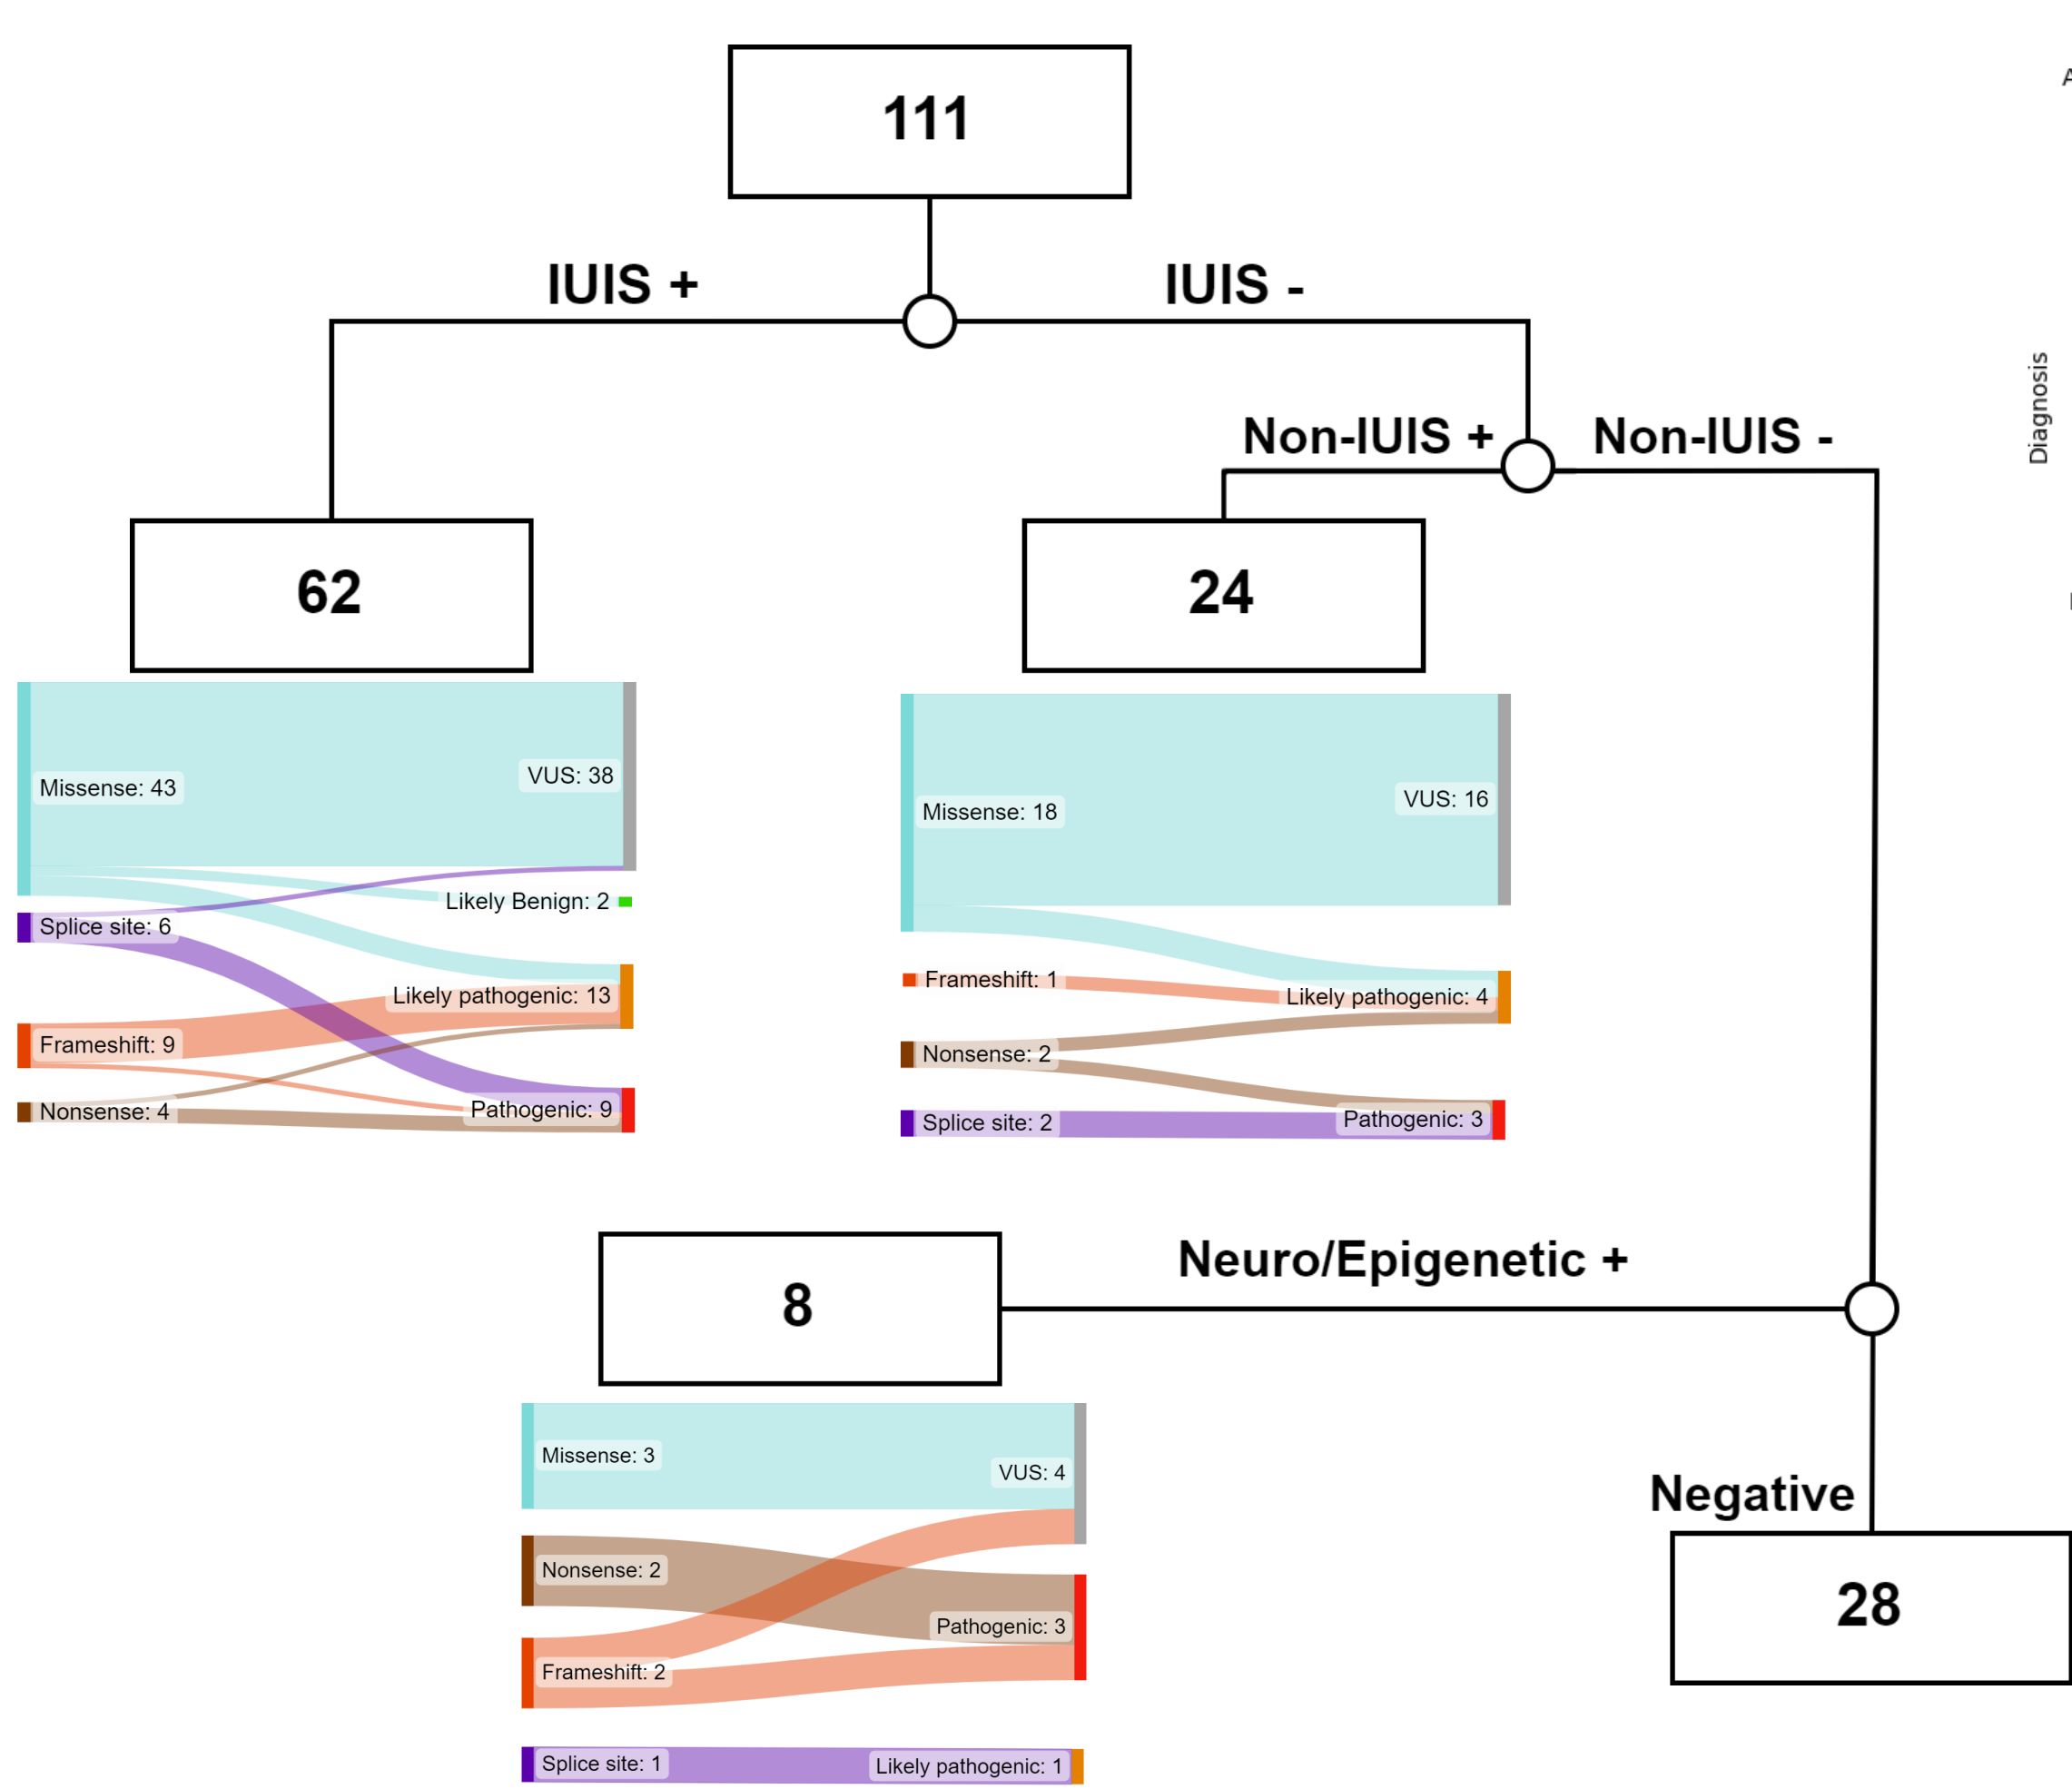 111
IUIS +
IUIS -
Non-IUIS +
Non-IUIS -
Diagnosis
62
24
Missense: 43
VUS: 38
Likely Benign: 2
Splice site: 6
Likely pathogenic: 13
Frameshift: 9
Nonsense: 4
Pathogenic: 9
Missense: 18
VUS: 16
Frameshift: 1
Likely pathogenic: 4
Nonsense: 2
Splice site: 2
Pathogenic: 3
Neuro/Epigenetic +
8
Missense: 3
VUS: 4
Nonsense: 2
Pathogenic: 3
Frameshift: 2
Splice site: 1
Likely pathogenic: 1
Negative
28